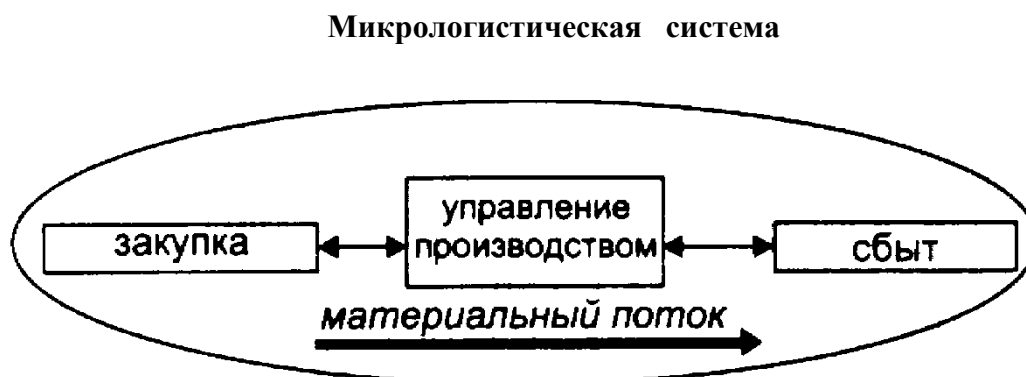 Микрологистическая система
управление
производством
закупка
сбыт
материальный поток